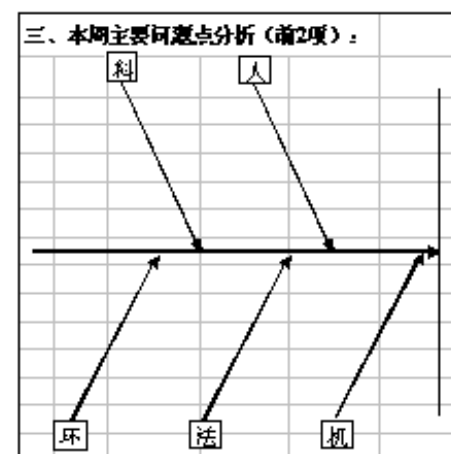 三、本周主要问题点分析（前2项）：
料 人
环 法 机